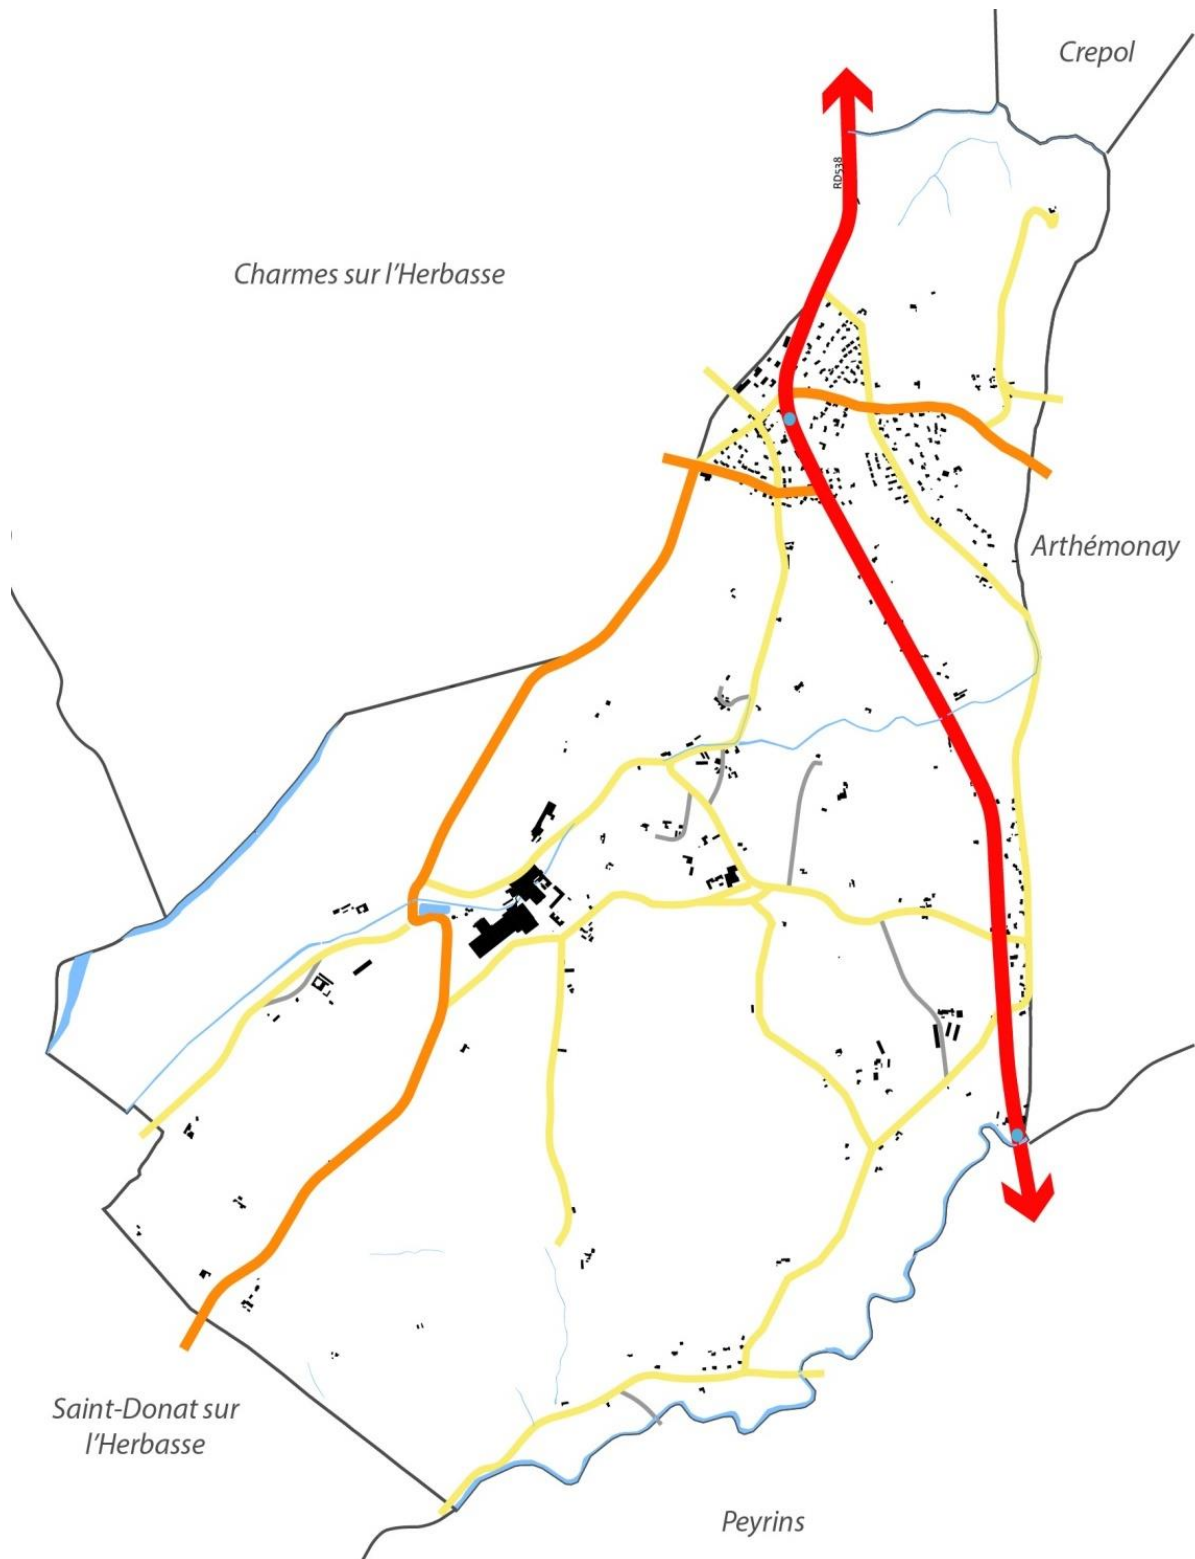 Crepol
RD538
Charmes sur l'Herbasse
Arthémonay
Saint-Donat sur
l'Herbasse
Peyrins